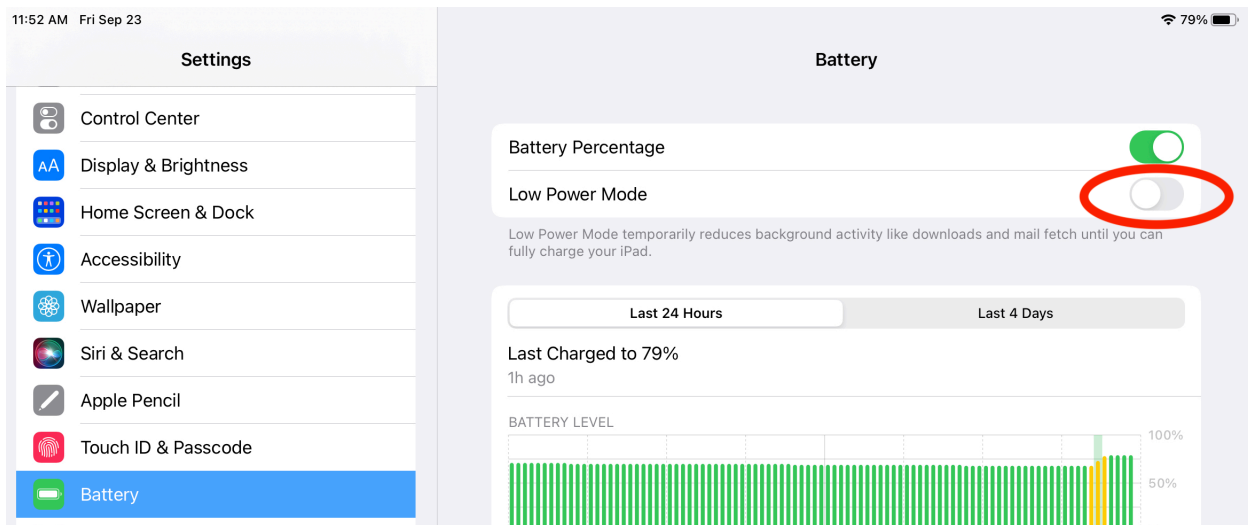 11:52 AM Fri Sep 23
79%
Settings
Control Center
AA Display & Brightness
Home Screen & Dock
Accessibility
Wallpaper
Siri & Search
Apple Pencil
Touch ID & Passcode
Battery
Battery
Battery Percentage
Low Power Mode
Low Power Mode temporarily reduces background activity like downloads and mail fetch until you can
fully charge your iPad.
Last 24 Hours
Last 4 Days
Last Charged to 79%
1h ago
BATTERY LEVEL
100%
50%